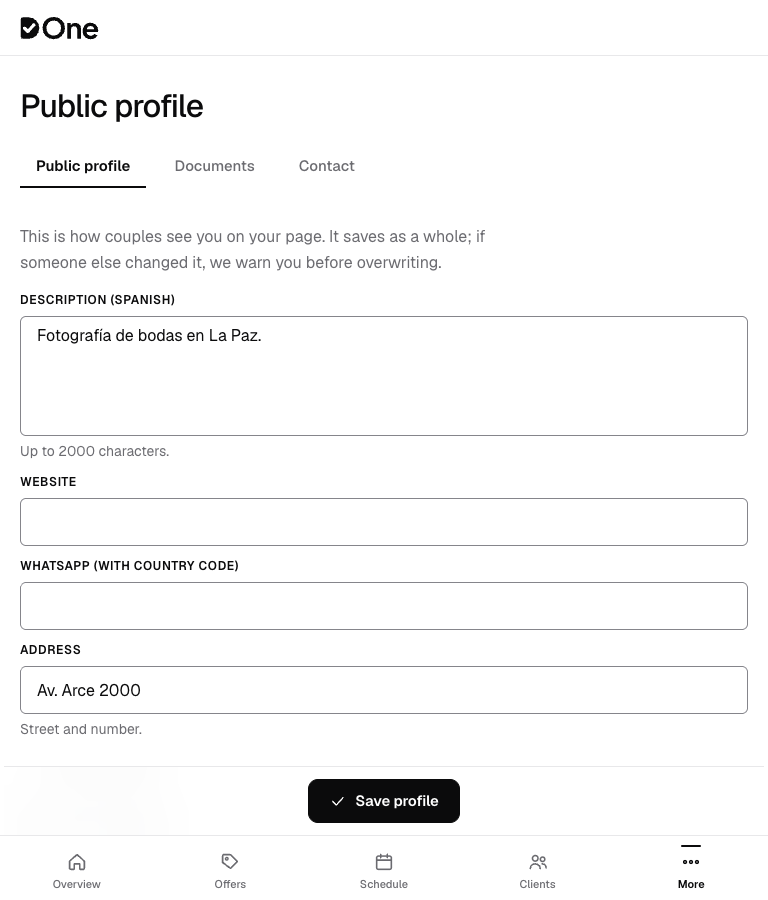 One
Public profile
Public profile
Documents
Contact
This is how couples see you on your page. It saves as a whole; if
someone else changed it, we warn you before overwriting.
DESCRIPTION (SPANISH)
Fotografía de bodas en La Paz.
Up to 2000 characters.
WEBSITE
WHATSAPP (WITH COUNTRY CODE)
ADDRESS
Av. Arce 2000
Street and number.
Save profile
Overview
Offers
Schedule
Clients
More